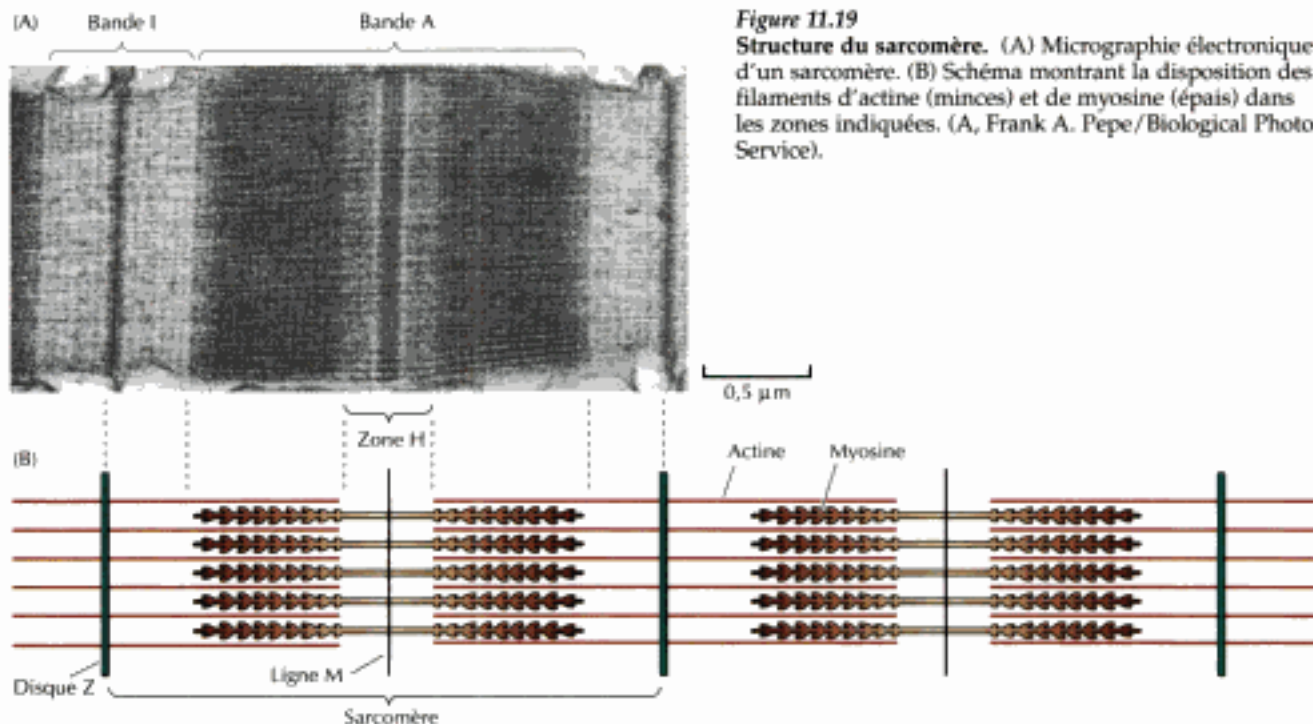 (A)
Bande I
Bande A
Figure 11.19
Structure du sarcomère. (A) Micrographie électronique
d'un sarcomère. (B) Schéma montrant la disposition des
filaments d'actine (minces) et de myosine (épais) dans
les zones indiquées. (A, Frank A. Pepe/Biological Photo
Service).
0,5 µm
Zone H
(B)
Actine
Myosine
Disque Z
Ligne M
Sarcomère